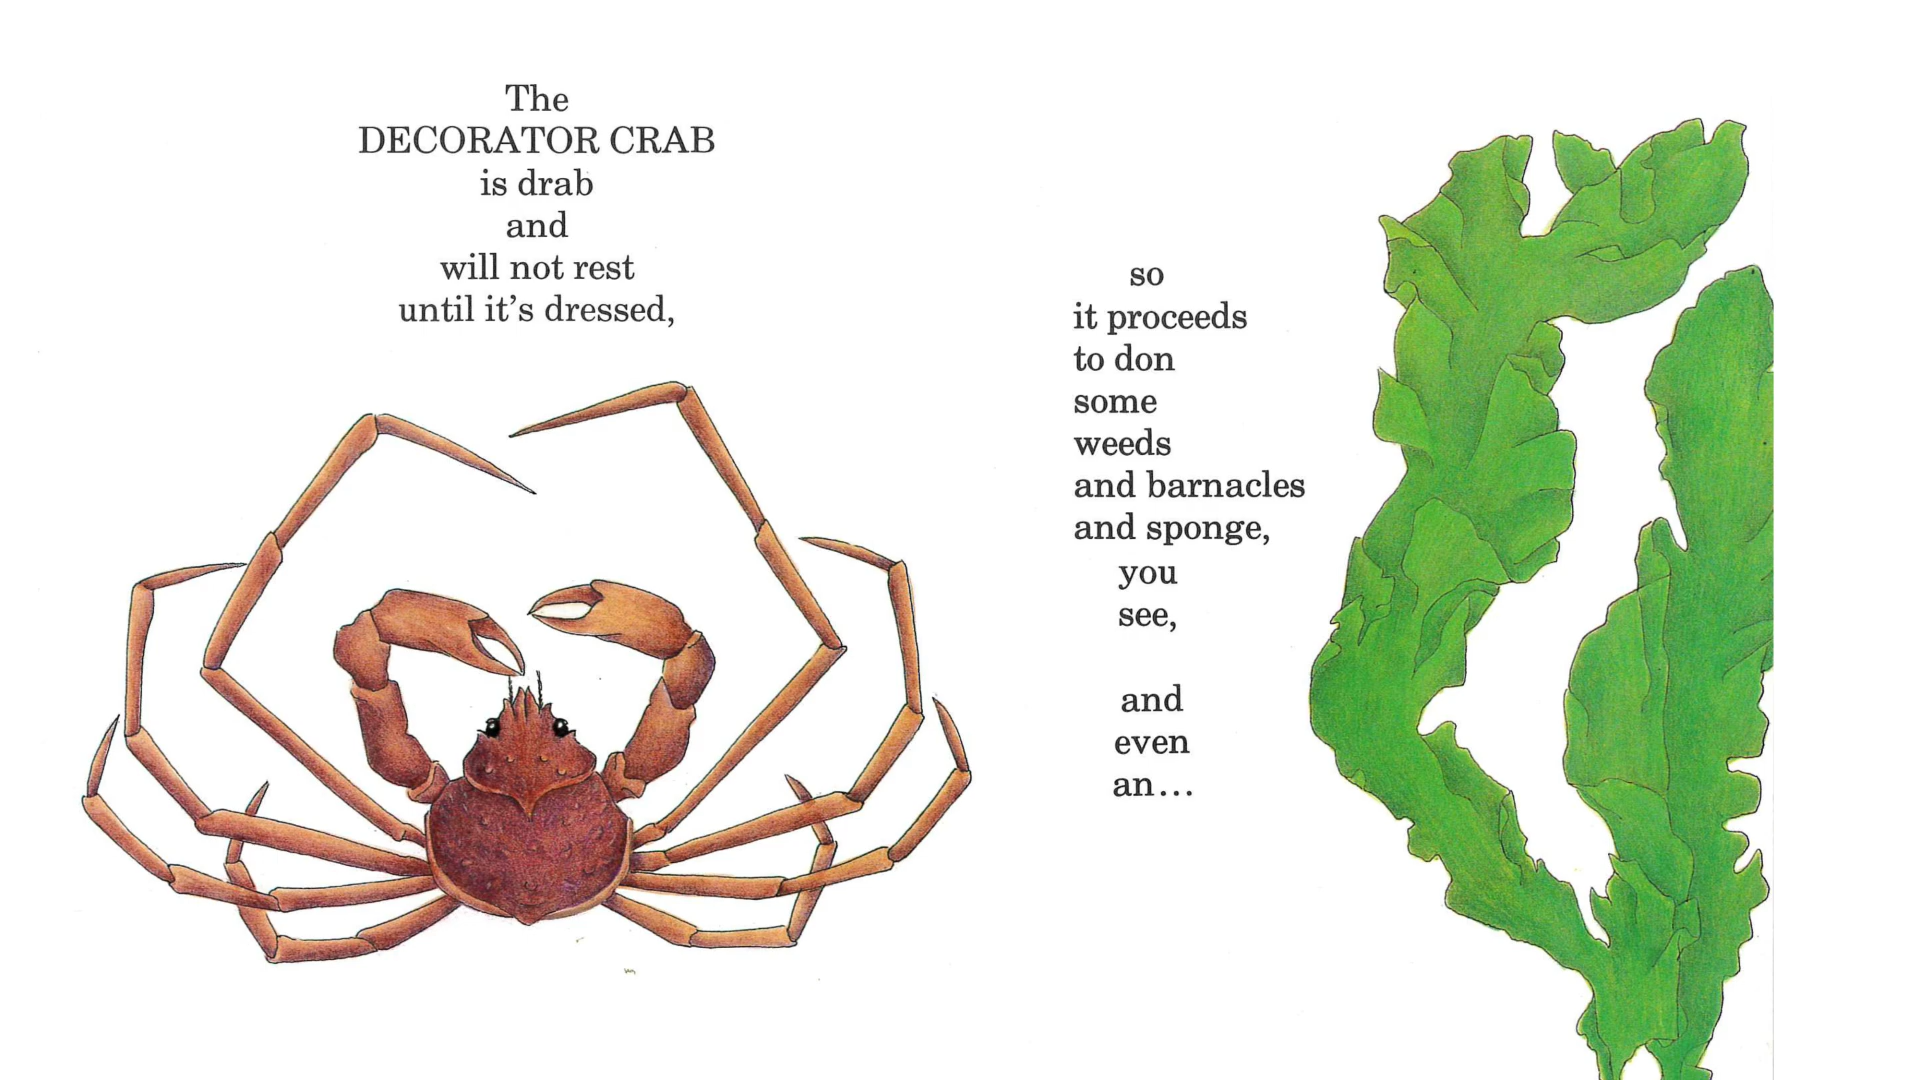 The
DECORATOR CRAB
is drab
and
will not rest
until it's dressed,
so
it proceeds
to don
some
weeds
and barnacles
and sponge,
you
see,
and
even
an...